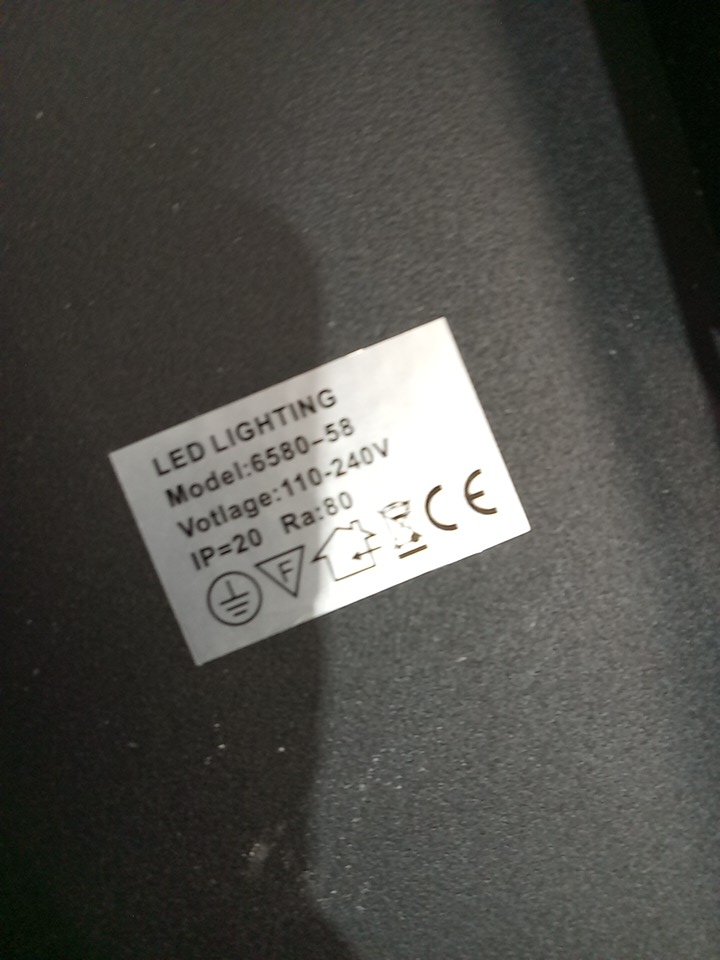 LED LIGHTING
Model:6580-58
Votlage:110-240V
IP=20 Ra:80
F CE